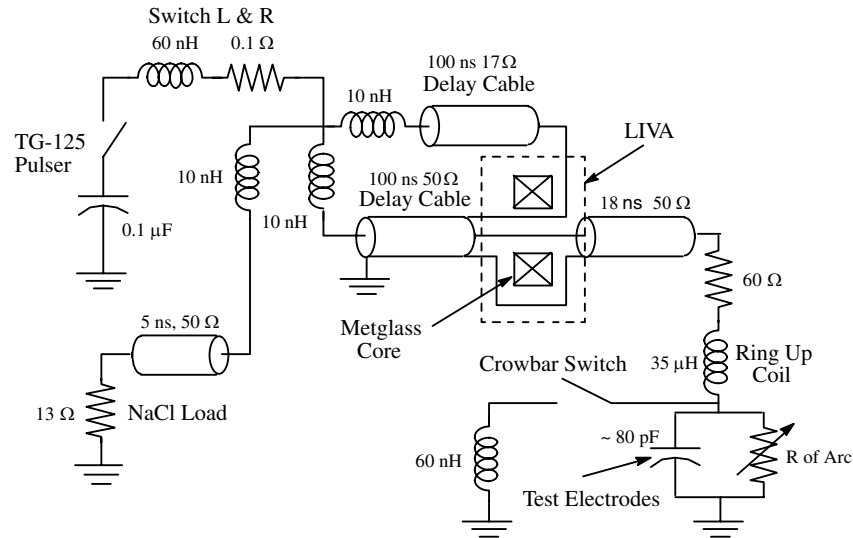 Switch L & R
60 nH
0.1 Ω
100 ns 17Ω
Delay Cable
10 nH
LIVA
TG-125
Pulser
10 nH
100 ns 50Ω
Delay Cable
18 ns 50 Ω
0.1 µF
10 nH
60 Ω
5 ns, 50 Ω
Metglass
Core
Crowbar Switch
35 µH
Ring Up
Coil
13 Ω
NaCl Load
~ 80 pF
60 nH
R of Arc
Test Electrodes